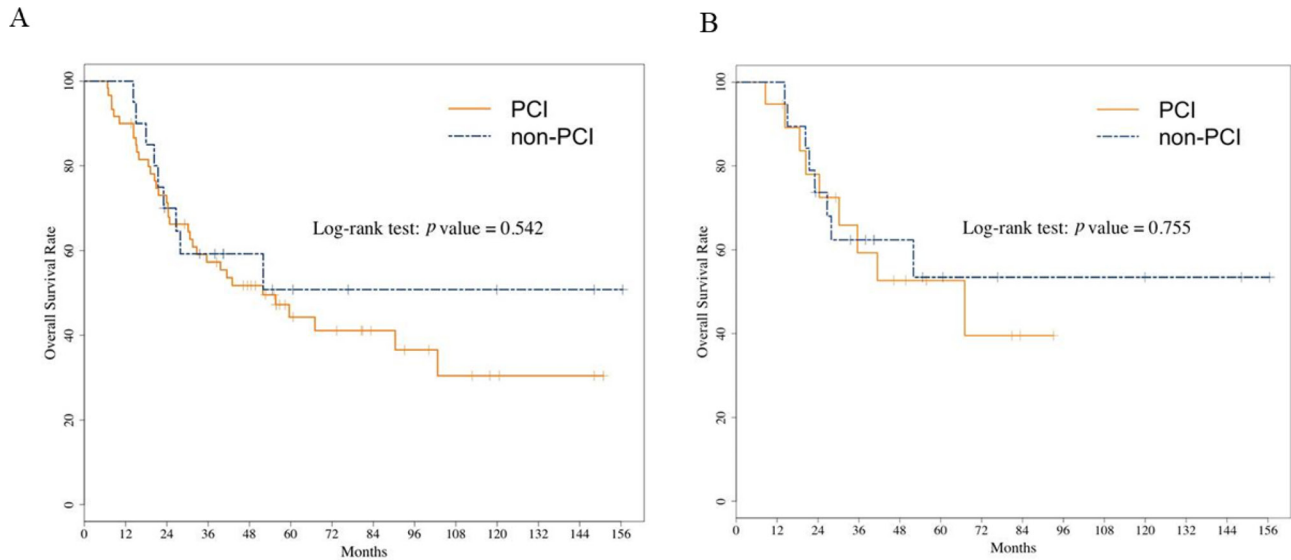 A
100
80
60
40
20
0
Overall Survival Rate
PCI
non-PCI
Log-rank test: p value = 0.542
0 12 24 36 48 60 72 84 96 108 120 132 144 156
Months
B
100
80
60
40
20
0
Overall Survival Rate
PCI
non-PCI
Log-rank test: p value = 0.755
0 12 24 36 48 60 72 84 96 108 120 132 144 156
Months